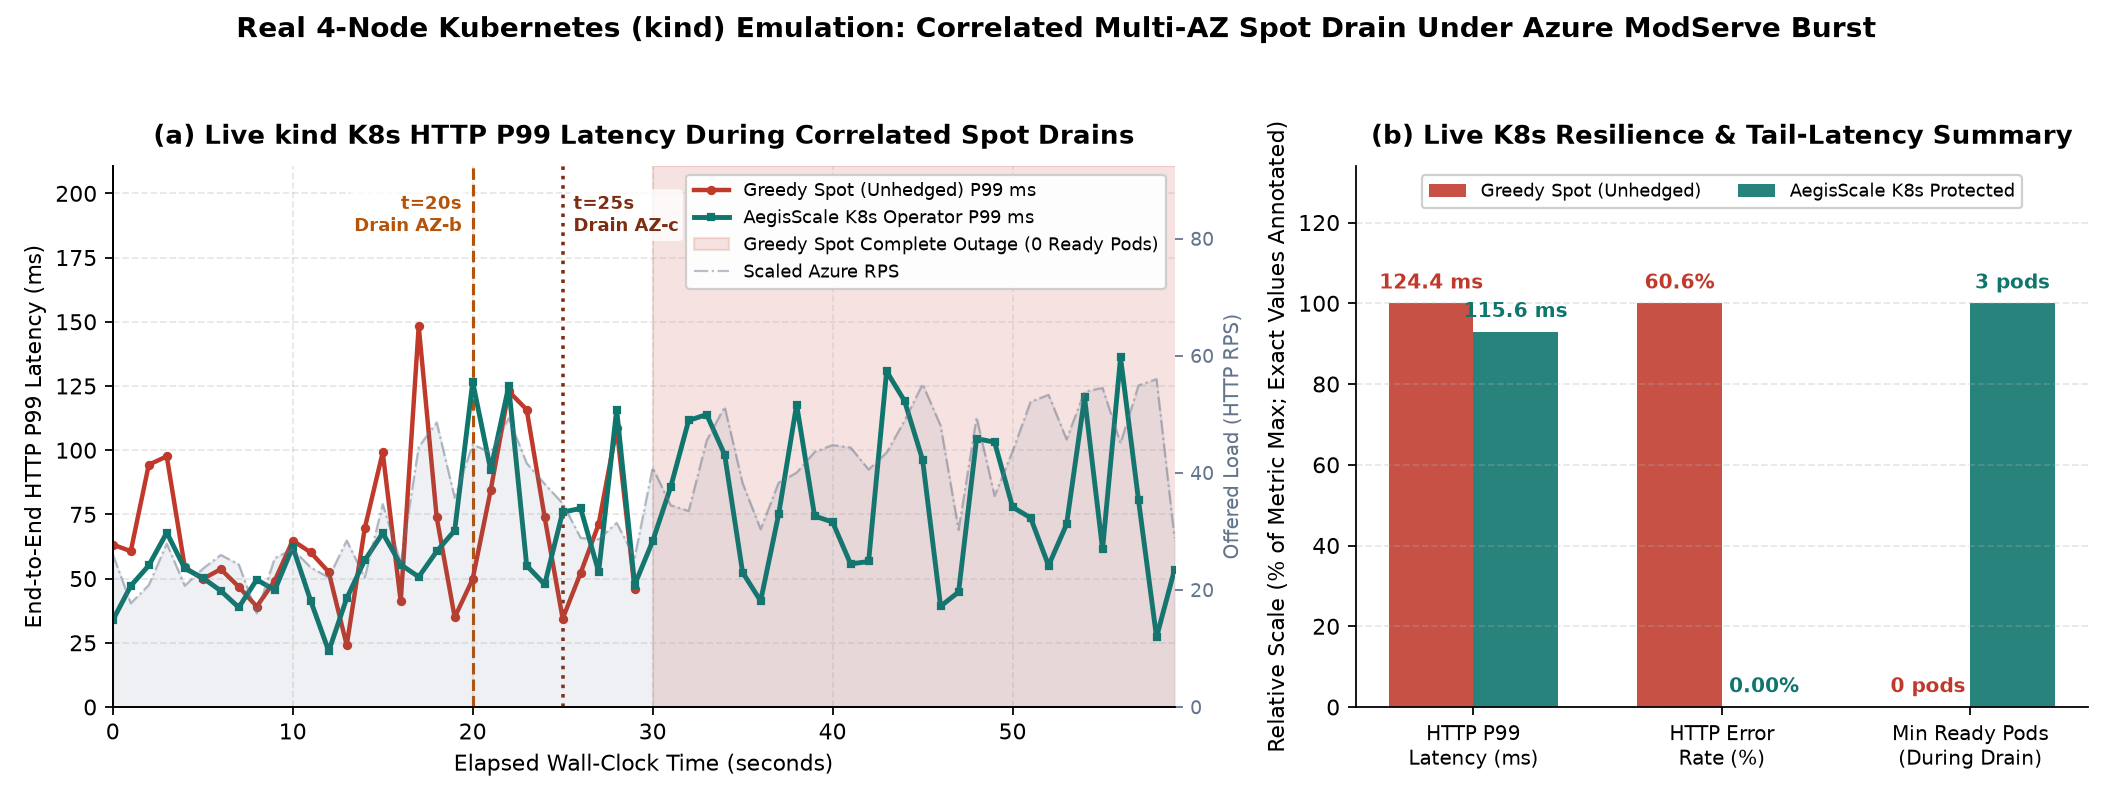 Real 4-Node Kubernetes (kind) Emulation: Correlated Multi-AZ Spot Drain Under Azure ModServe Burst
(a) Live kind K8s HTTP P99 Latency During Correlated Spot Drains
End-to-End HTTP P99 Latency (ms)
200
175
150
125
100
75
50
25
0
t=20s
Drain AZ-b
t=25s
Drain AZ-c
Greedy Spot (Unhedged) P99 ms
AegisScale K8s Operator P99 ms
Greedy Spot Complete Outage (0 Ready Pods)
Scaled Azure RPS
80
60
40
20
0
Offered Load (HTTP RPS)
0
10
20
30
40
50
Elapsed Wall-Clock Time (seconds)
(b) Live K8s Resilience & Tail-Latency Summary
Relative Scale (% of Metric Max; Exact Values Annotated)
120
100
80
60
40
20
0
Greedy Spot (Unhedged)
AegisScale K8s Protected
124.4 ms
115.6 ms
60.6%
0.00%
0 pods
3 pods
HTTP P99
Latency (ms)
HTTP Error
Rate (%)
Min Ready Pods
(During Drain)